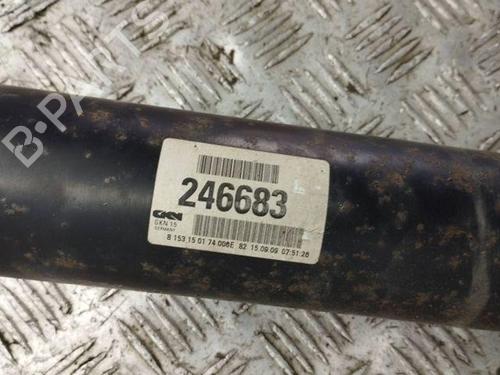 B-PARTS
246683
GKN
GKN 15
GERMANY
8 153 15 01 74 006E 82 15.09.09 07:51:26